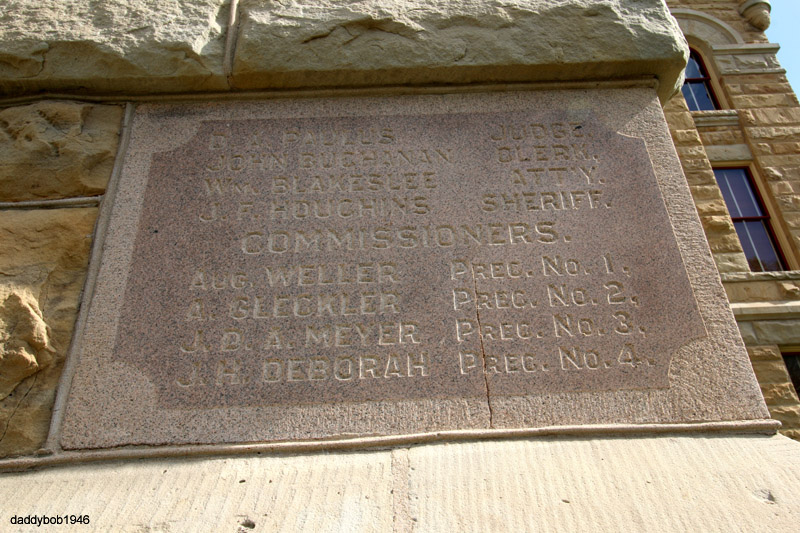 PAULUS JUDGE.
JOHN BUCHANAN CLERK.
WM. BLAKESLEE ATT'Y.
J. F. HOUCHINS SHERIFF.
COMMISSIONERS.
AUG. WELLER PREC. NO. 1.
A. GLECKLER PREC. NO. 2.
J. D. A. MEYER PREC. NO. 3.
J. H. DEBORAH PREC. NO. 4.
daddybob1946